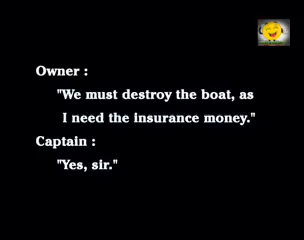 Owner :
"We must destroy the boat, as
I need the insurance money."
Captain :
"Yes, sir."